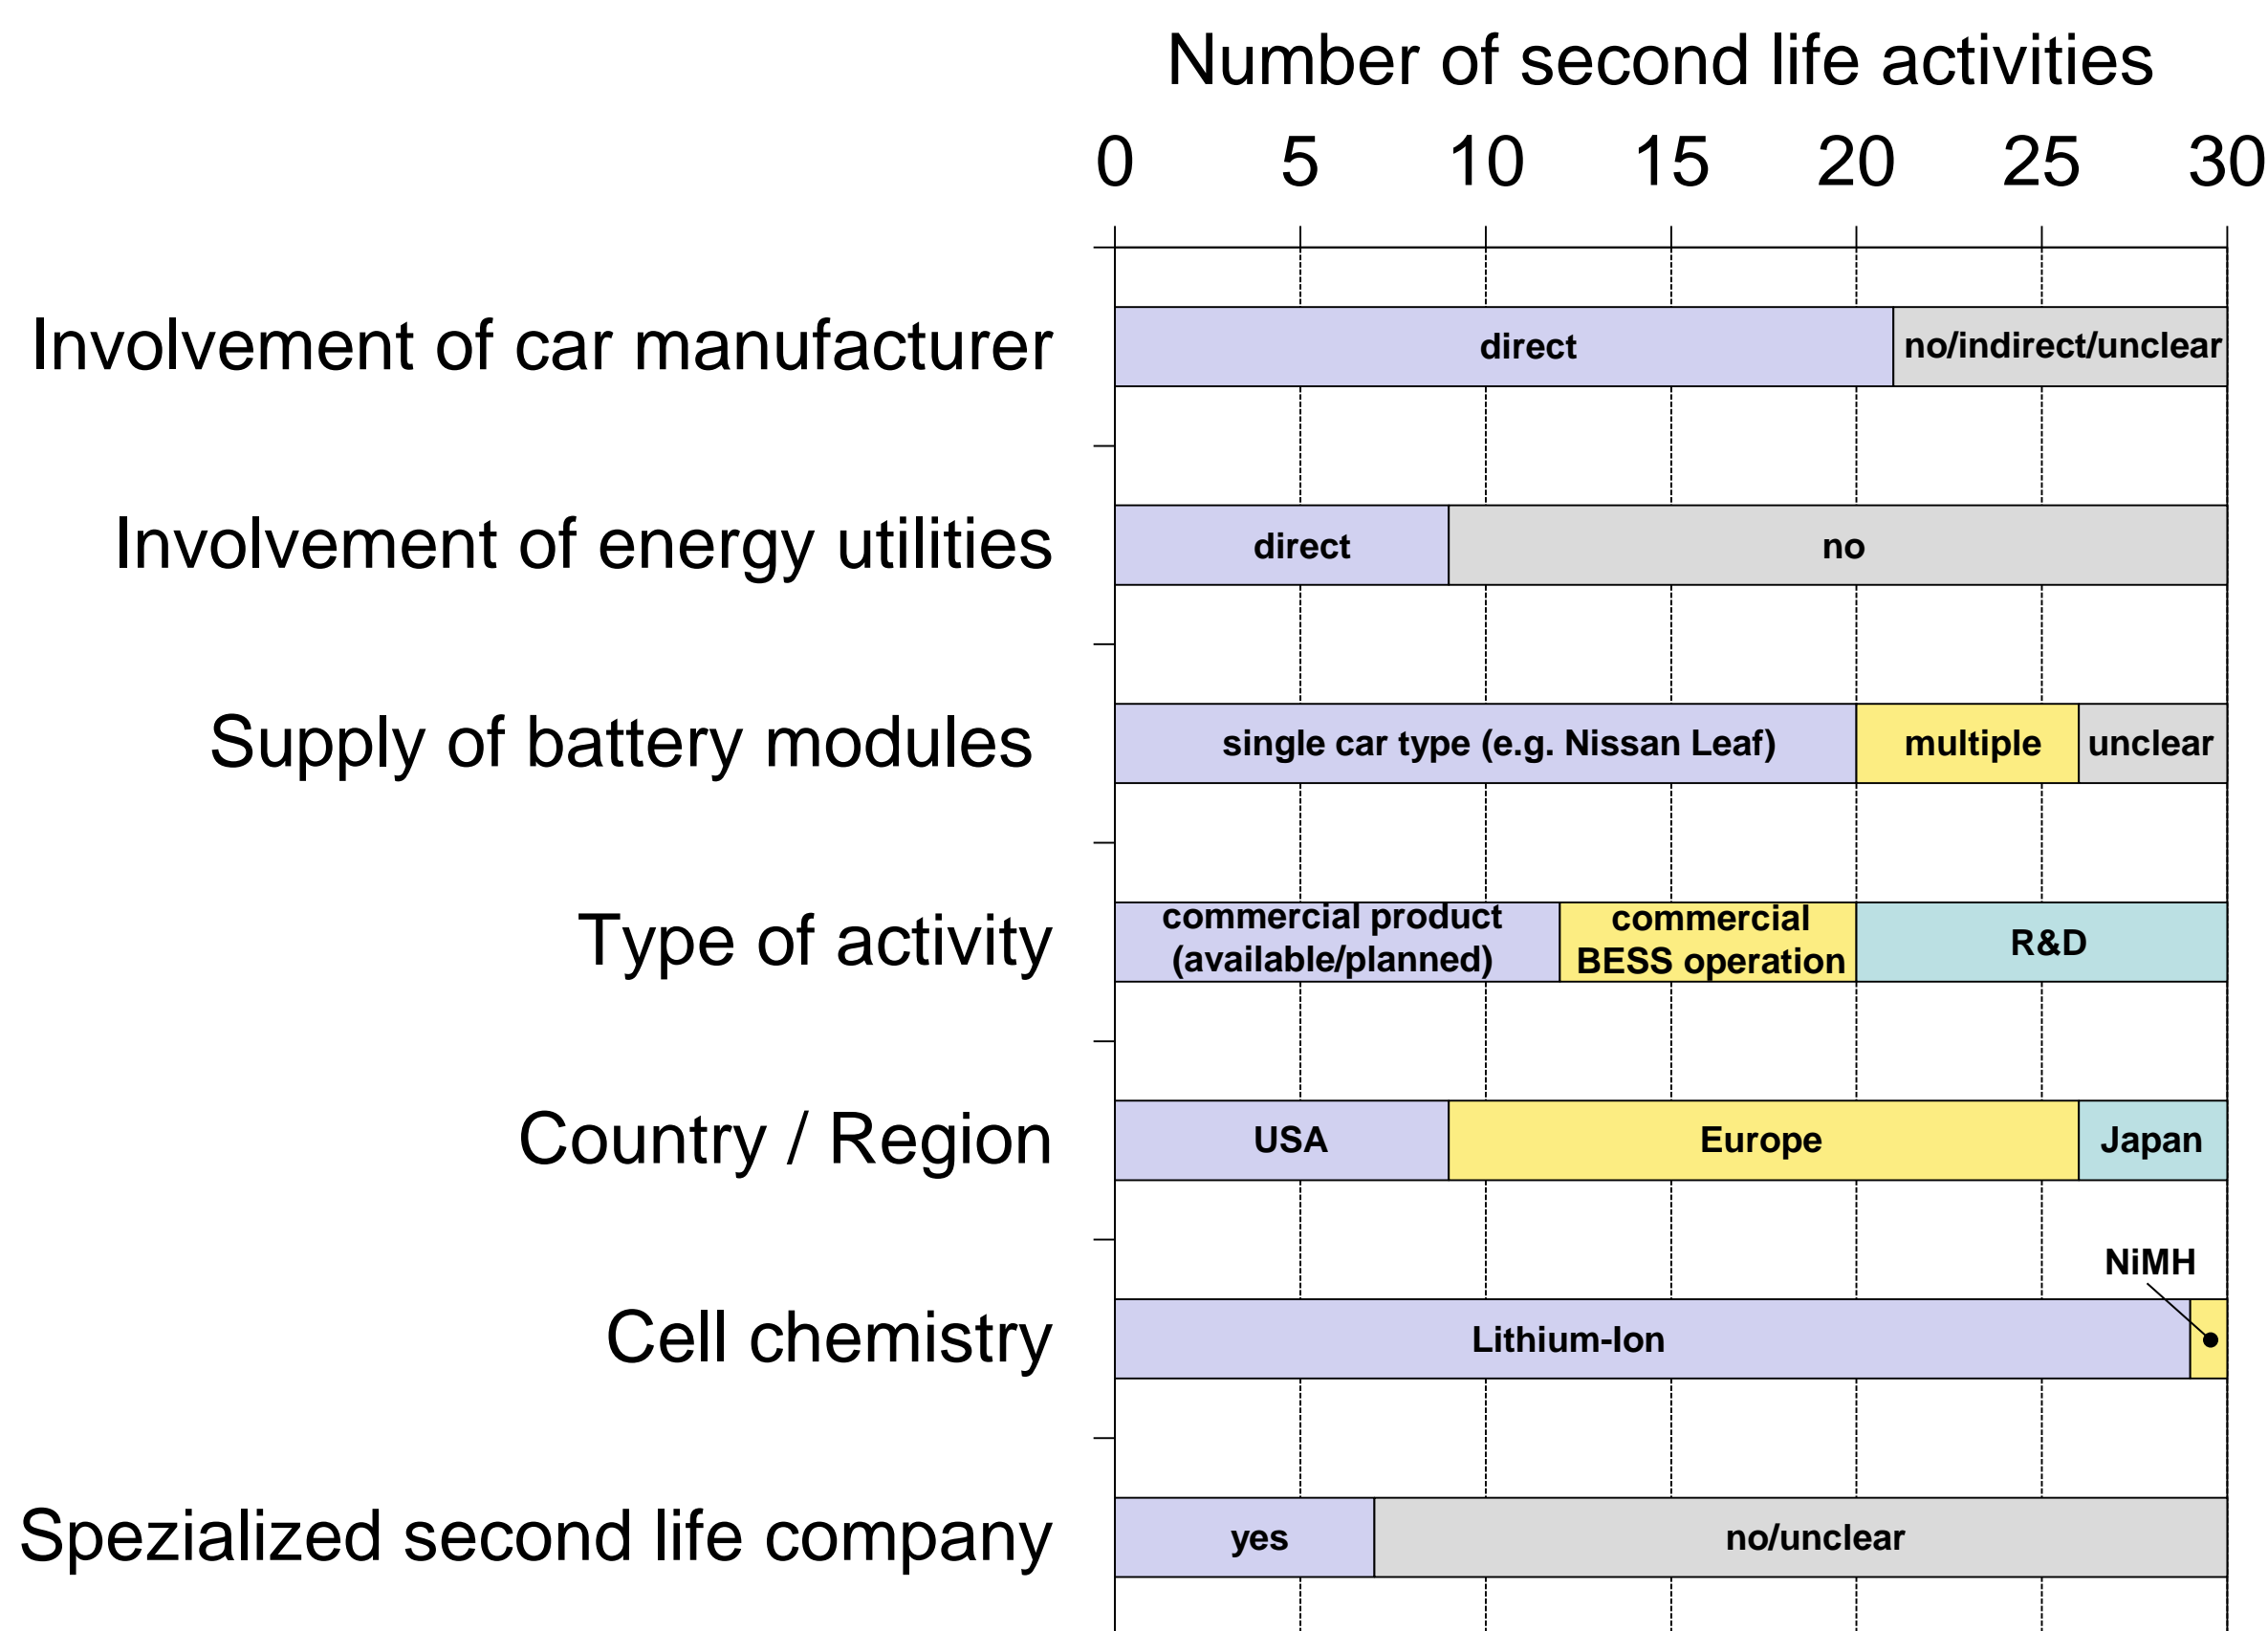 Number of second life activities
0 5 10 15 20 25 30
Involvement of car manufacturer direct no/indirect/unclear
Involvement of energy utilities direct no
Supply of battery modules single car type (e.g. Nissan Leaf) multiple unclear
Type of activity
commercial product
(available/planned)
commercial
BESS operation
R&D
Country / Region USA Europe Japan
NiMH
Cell chemistry Lithium-Ion
Spezialized second life company yes no/unclear